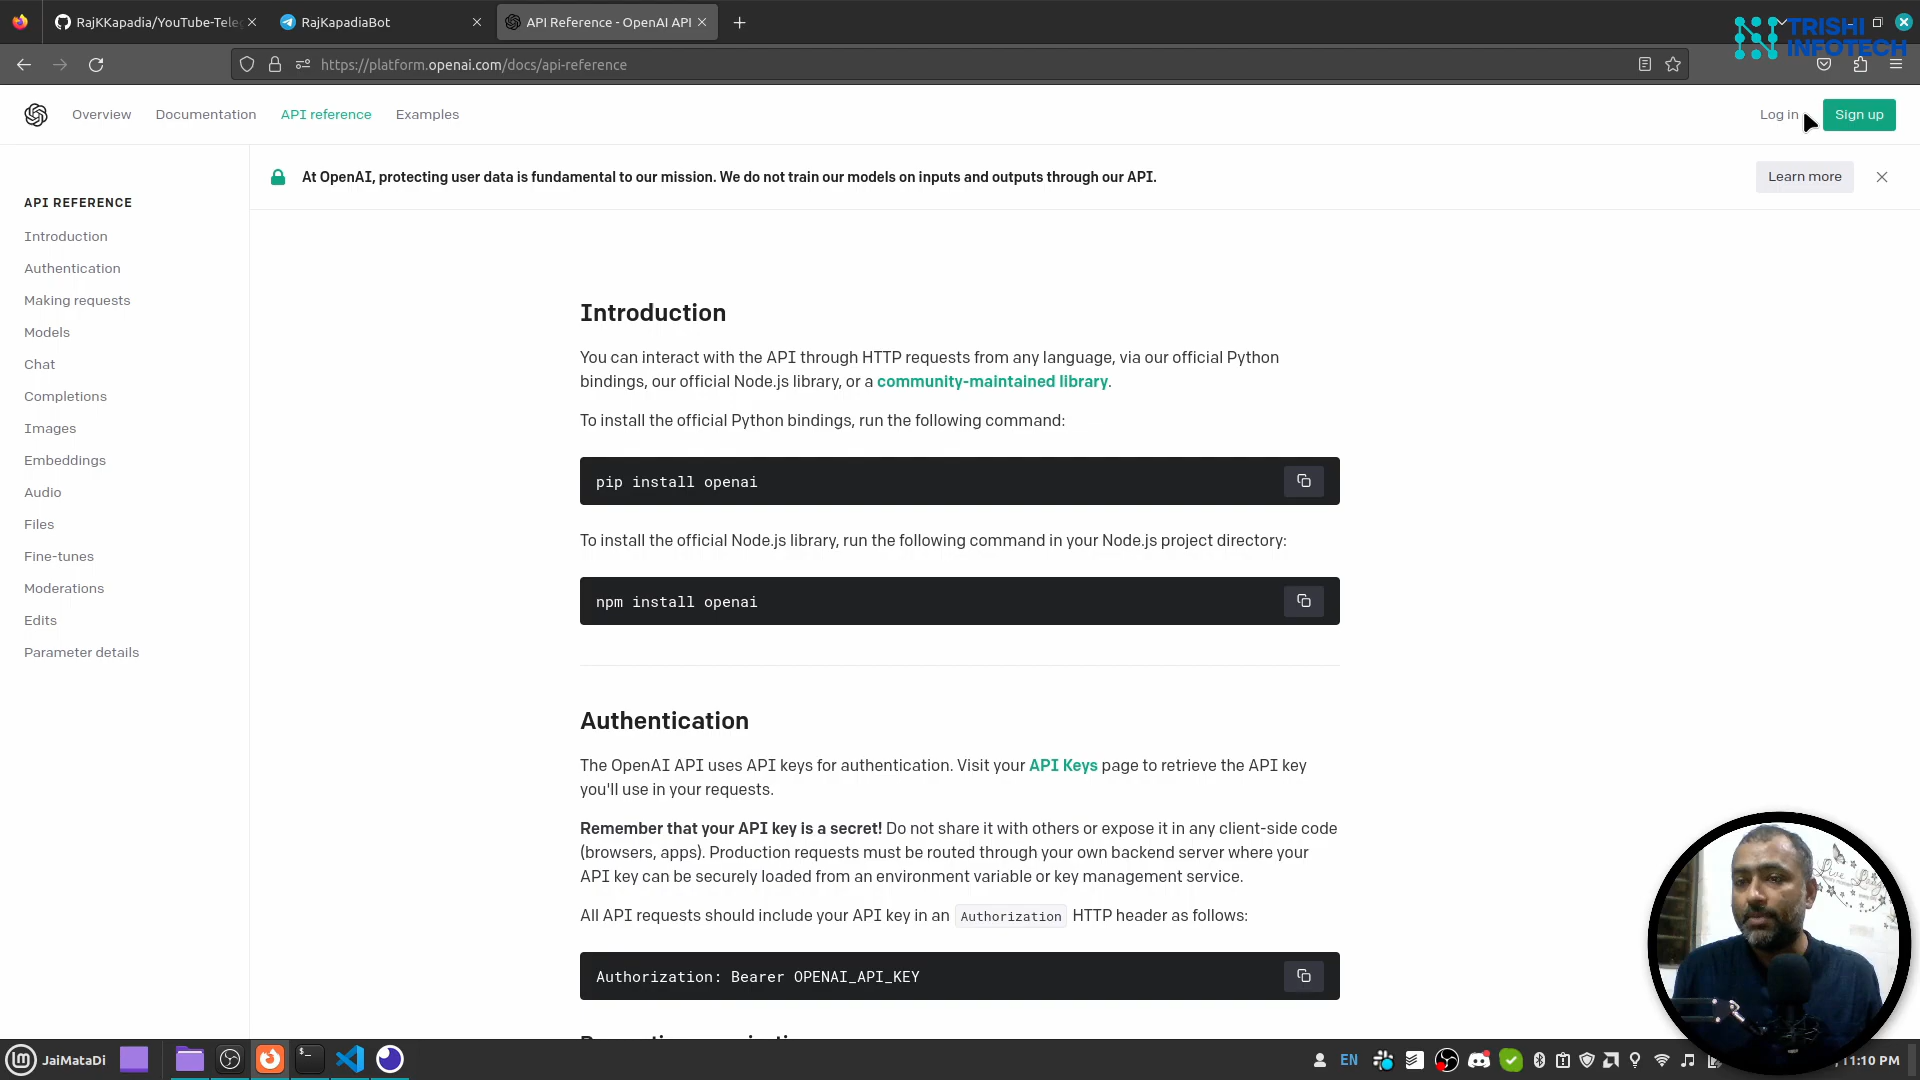 RajKKapadia/YouTube-Tele
RajKapadiaBot
API Reference - OpenAI API
TRISHI
INFOTECH
https://platform.openai.com/docs/api-reference
Overview
Documentation
API reference
Examples
Log in
Sign up
At OpenAI, protecting user data is fundamental to our mission. We do not train our models on inputs and outputs through our API.
Learn more
API REFERENCE
Introduction
Authentication
Making requests
Models
Chat
Completions
Images
Embeddings
Audio
Files
Fine-tunes
Moderations
Edits
Parameter details
Introduction
You can interact with the API through HTTP requests from any language, via our official Python
bindings, our official Node.js library, or a community-maintained library.
To install the official Python bindings, run the following command:
pip install openai
To install the official Node.js library, run the following command in your Node.js project directory:
npm install openai
Authentication
The OpenAI API uses API keys for authentication. Visit your API Keys page to retrieve the API key
you'll use in your requests.
Remember that your API key is a secret! Do not share it with others or expose it in any client-side code
(browsers, apps). Production requests must be routed through your own backend server where your
API key can be securely loaded from an environment variable or key management service.
All API requests should include your API key in an Authorization HTTP header as follows:
Authorization: Bearer OPENAI_API_KEY
JaiMataDi
EN
11:10 PM